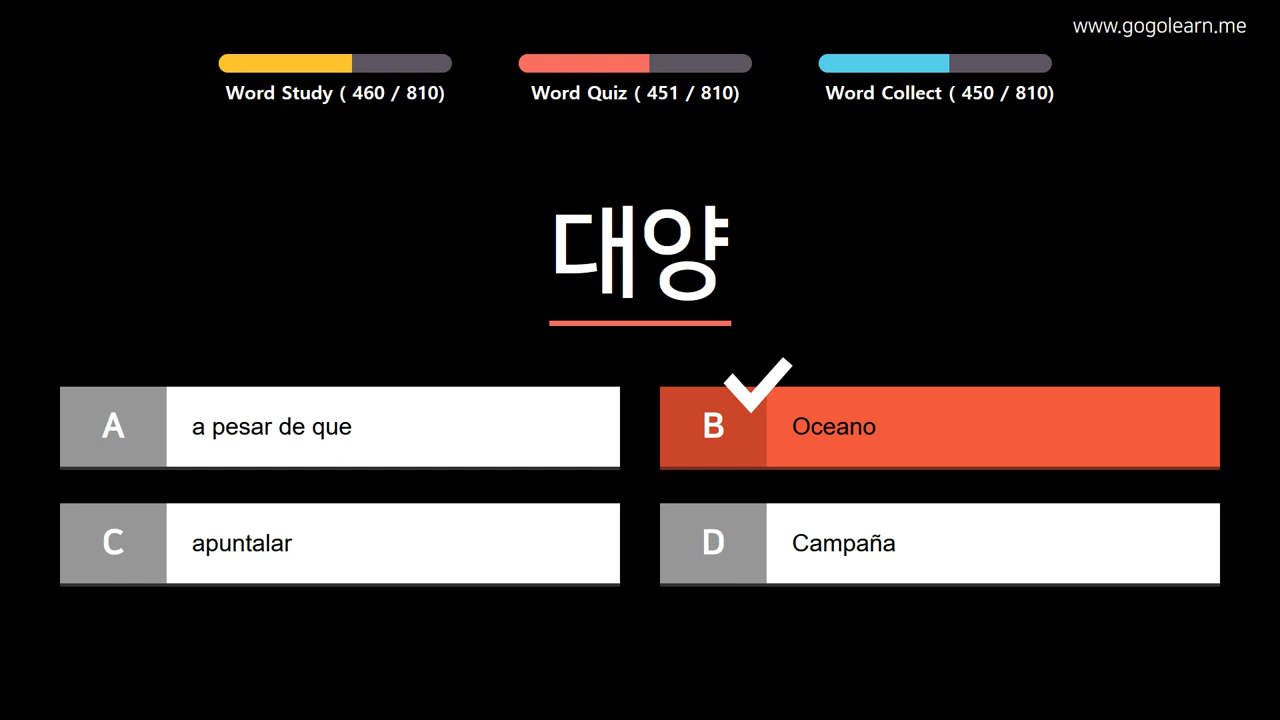 www.gogolearn.me
Word Study ( 460 / 810)
Word Quiz ( 451 / 810)
Word Collect ( 450 / 810)
대양
A
a pesar de que
B
Oceano
C
apuntalar
D
Campaña